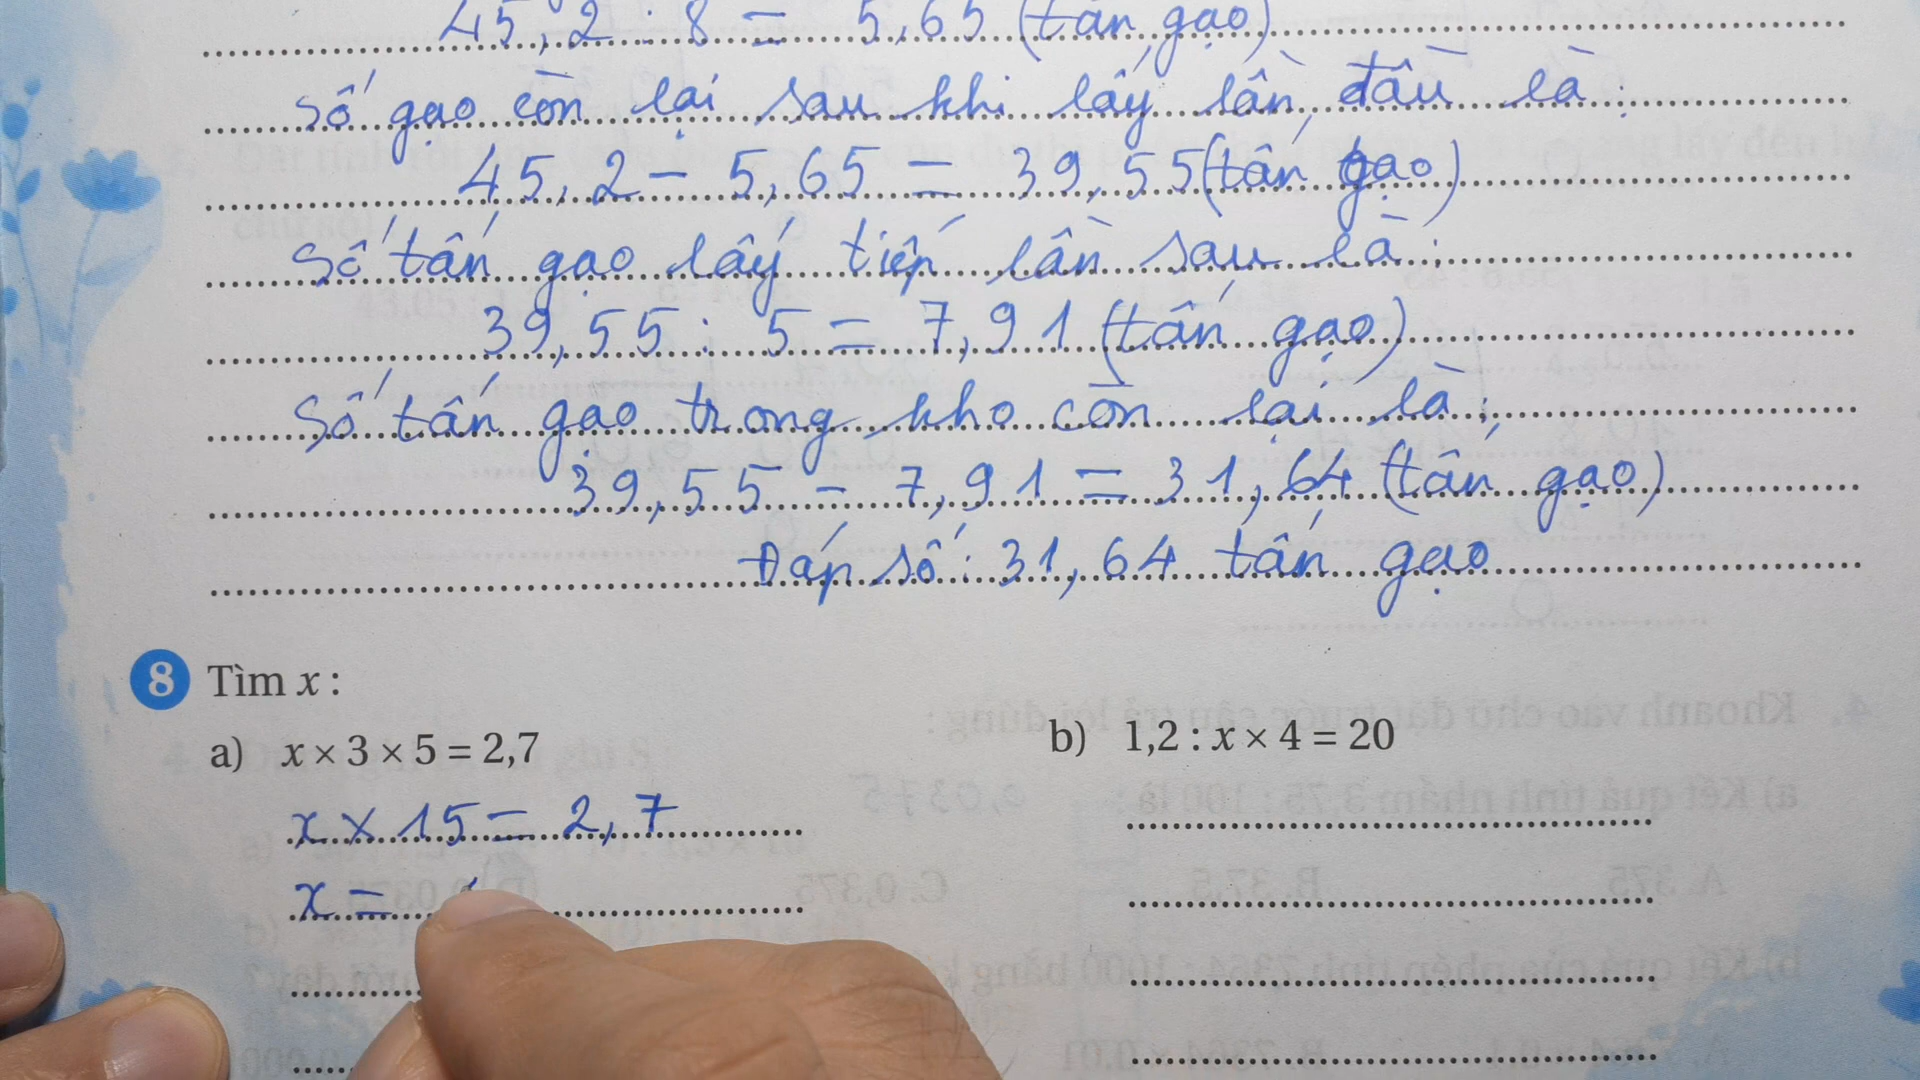 45,2 : 8 = 5,65 (tấn gạo)
Số gạo còn lại sau khi lấy lần đầu là :
45,2 - 5,65 = 39,55 (tấn gạo)
Số tấn gạo lấy tiếp lần sau là :
39,55 : 5 = 7,91 (tấn gạo)
Số tấn gạo trong kho còn lại là :
39,55 - 7,91 = 31,64 (tấn gạo)
Đáp số : 31,64 tấn gạo
8 Tìm x :
a) x × 3 × 5 = 2,7
b) 1,2 : x × 4 = 20
x × 15 = 2,7
x =